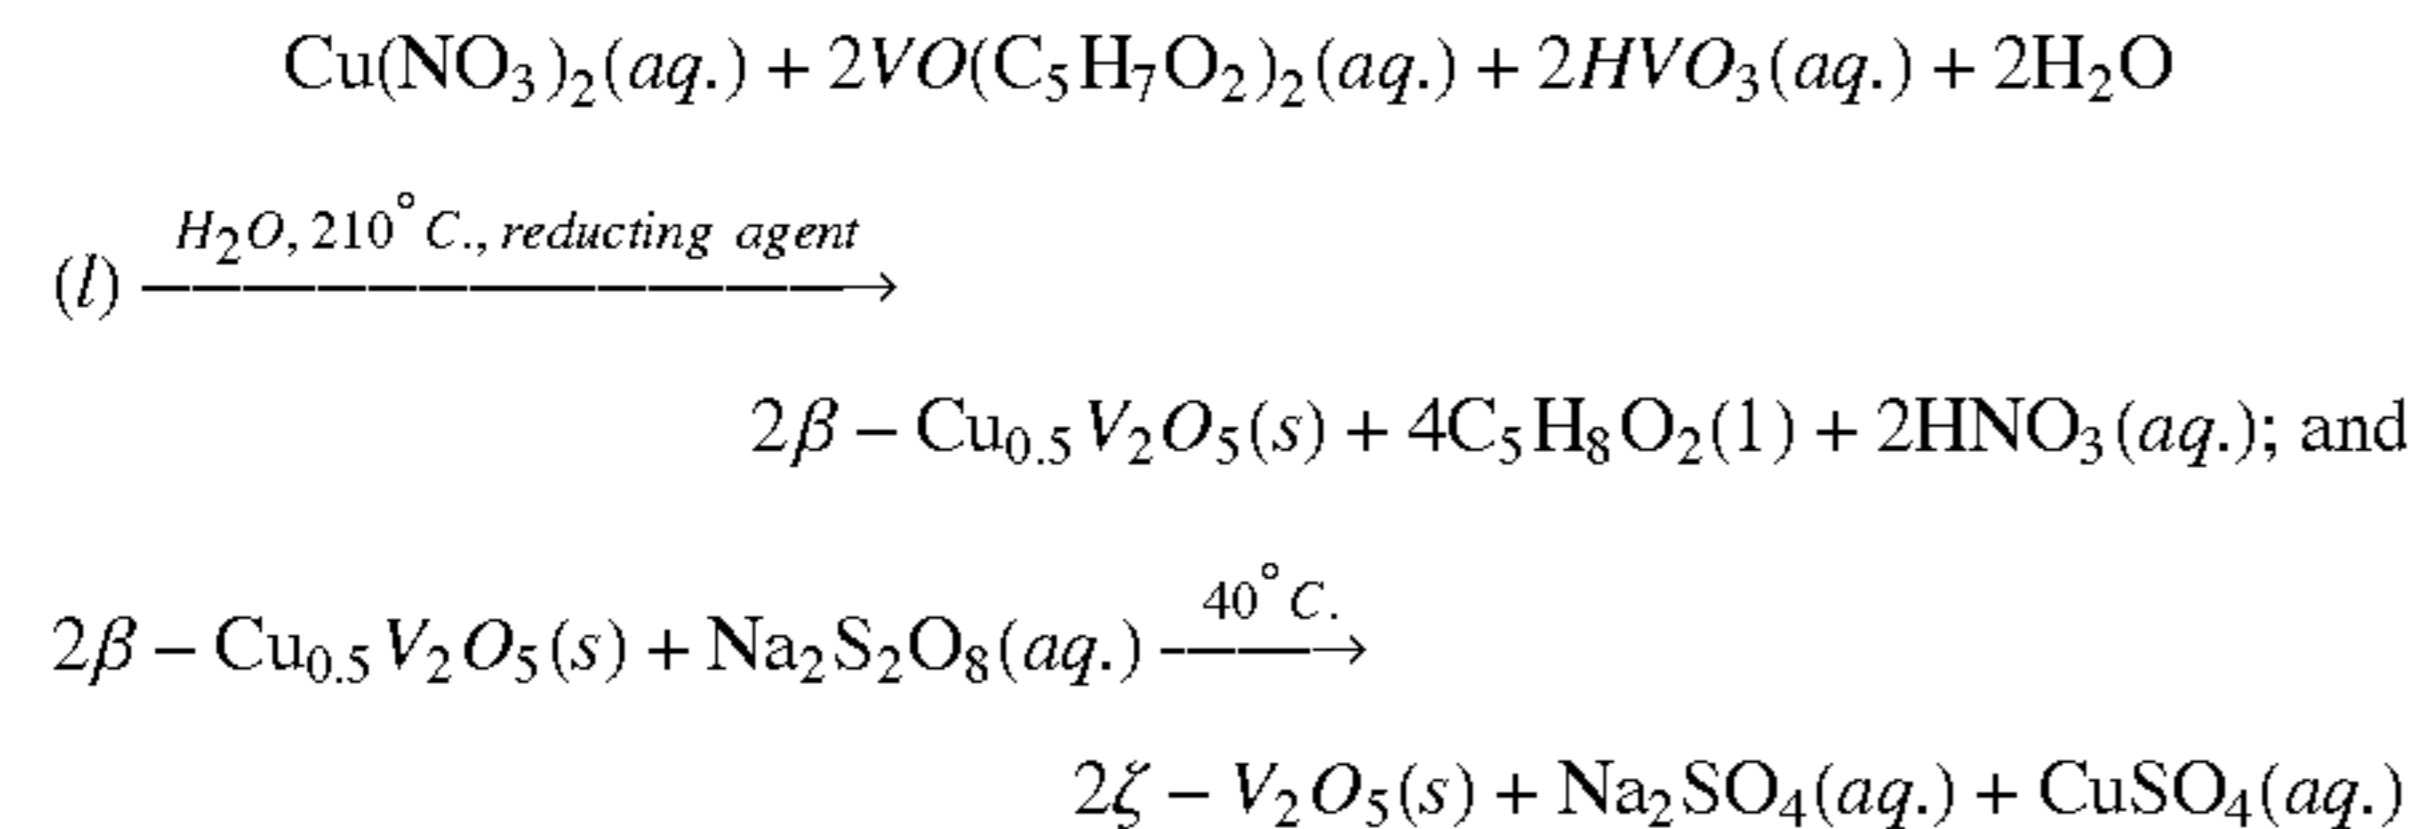 Cu(NO₃)₂(aq.) + 2VO(C₅H₇O₂)₂(aq.) + 2HVO₃(aq.) + 2H₂O
(l) H₂O, 210°C., reducting agent →
2β – Cu₀.₅V₂O₅(s) + 4C₅H₈O₂(1) + 2HNO₃(aq.); and
2β – Cu₀.₅V₂O₅(s) + Na₂S₂O₈(aq.) 40°C. →
2ζ – V₂O₅(s) + Na₂SO₄(aq.) + CuSO₄(aq.)